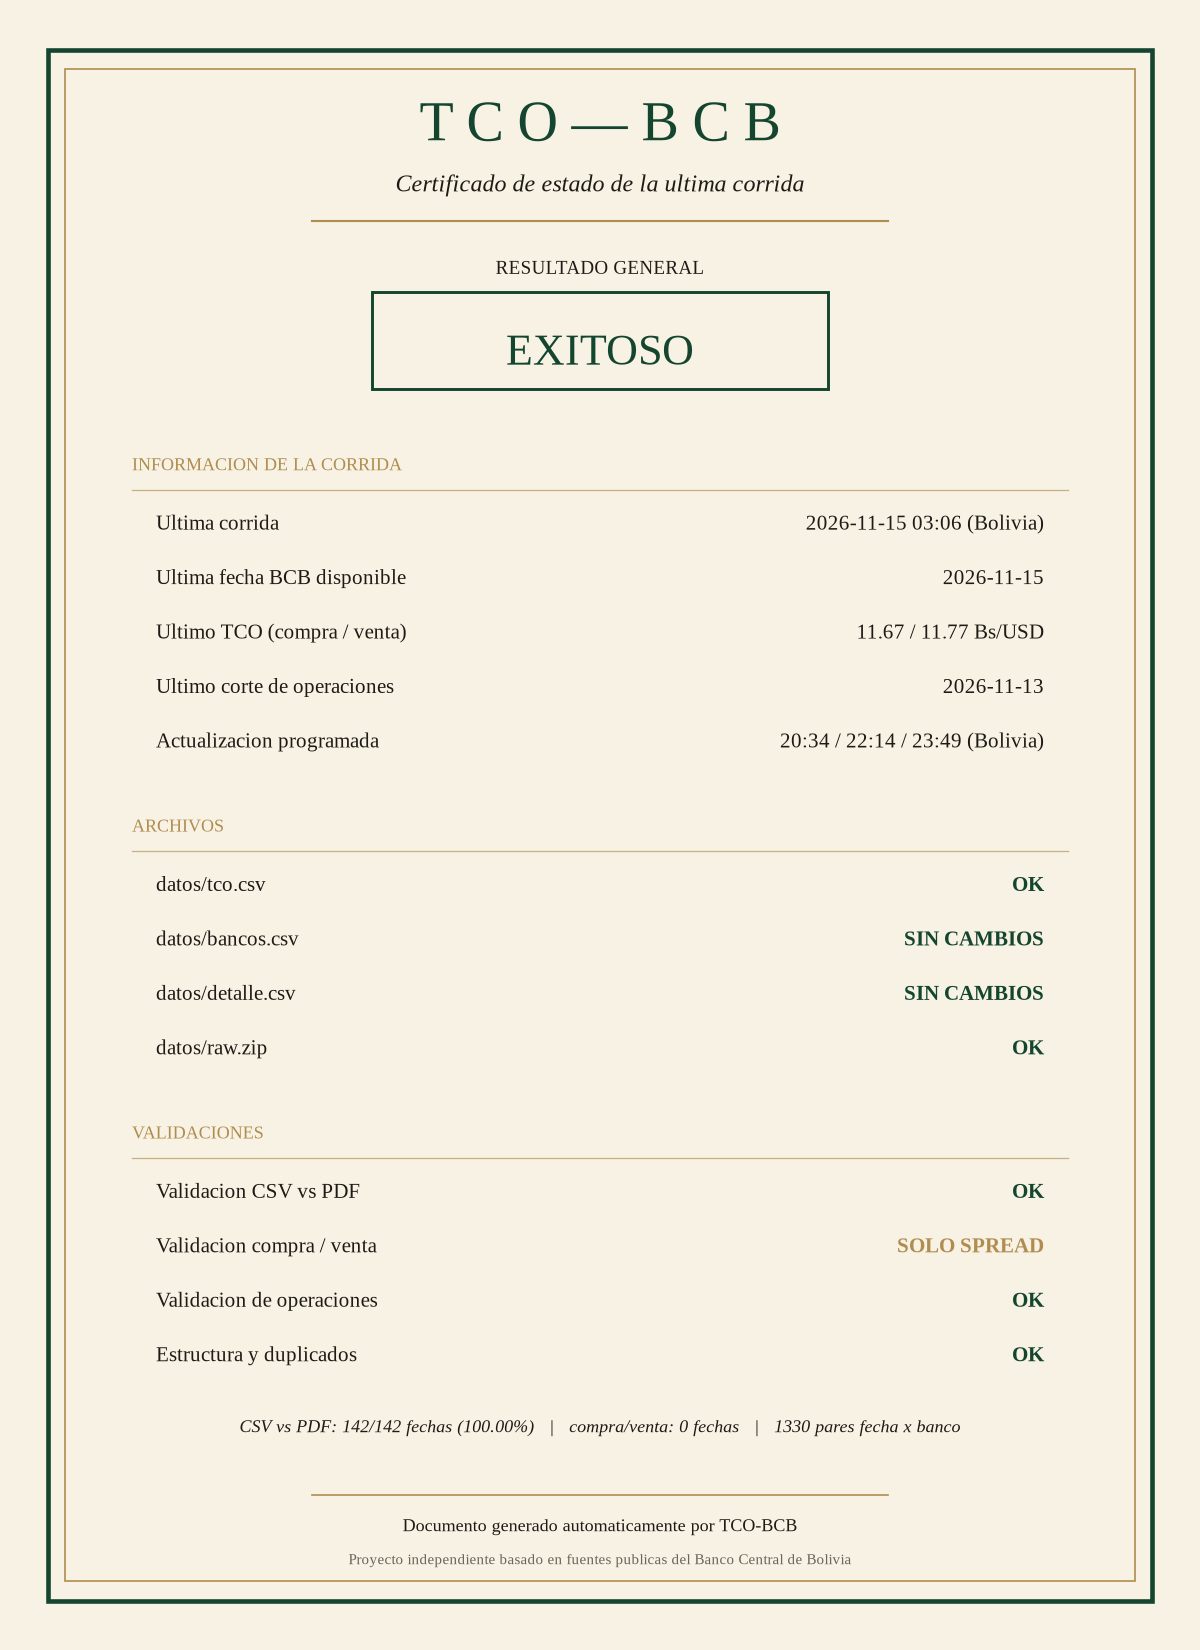 TCO—BCB
Certificado de estado de la ultima corrida
RESULTADO GENERAL
EXITOSO
INFORMACION DE LA CORRIDA
Ultima corrida 2026-11-15 03:06 (Bolivia)
Ultima fecha BCB disponible 2026-11-15
Ultimo TCO (compra / venta) 11.67 / 11.77 Bs/USD
Ultimo corte de operaciones 2026-11-13
Actualizacion programada 20:34 / 22:14 / 23:49 (Bolivia)
ARCHIVOS
datos/tco.csv OK
datos/bancos.csv SIN CAMBIOS
datos/detalle.csv SIN CAMBIOS
datos/raw.zip OK
VALIDACIONES
Validacion CSV vs PDF OK
Validacion compra / venta SOLO SPREAD
Validacion de operaciones OK
Estructura y duplicados OK
CSV vs PDF: 142/142 fechas (100.00%) | compra/venta: 0 fechas | 1330 pares fecha x banco
Documento generado automaticamente por TCO-BCB
Proyecto independiente basado en fuentes publicas del Banco Central de Bolivia